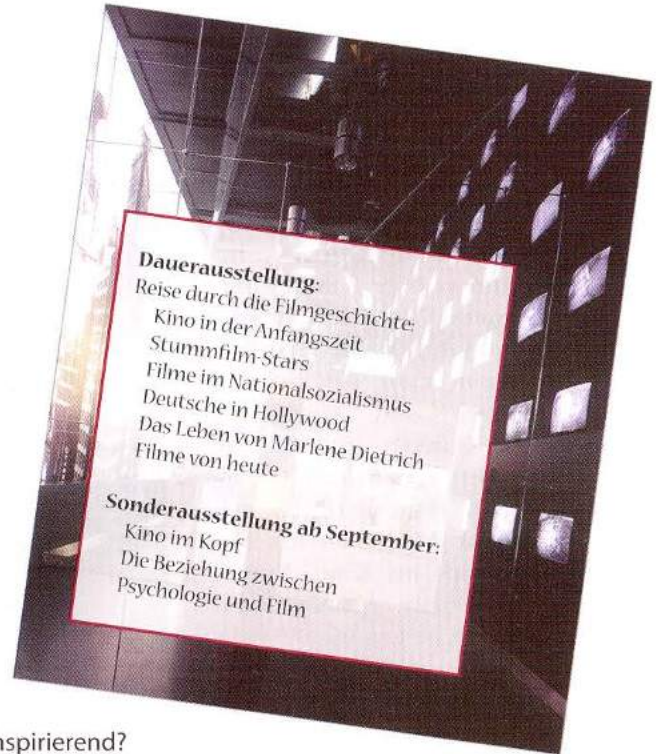 Dauerausstellung:
Reise durch die Filmgeschichte:
Kino in der Anfangszeit
Stummfilm-Stars
Filme im Nationalsozialismus
Deutsche in Hollywood
Das Leben von Marlene Dietrich
Filme von heute
Sonderausstellung ab September:
Kino im Kopf
Die Beziehung zwischen
Psychologie und Film
nspirierend?